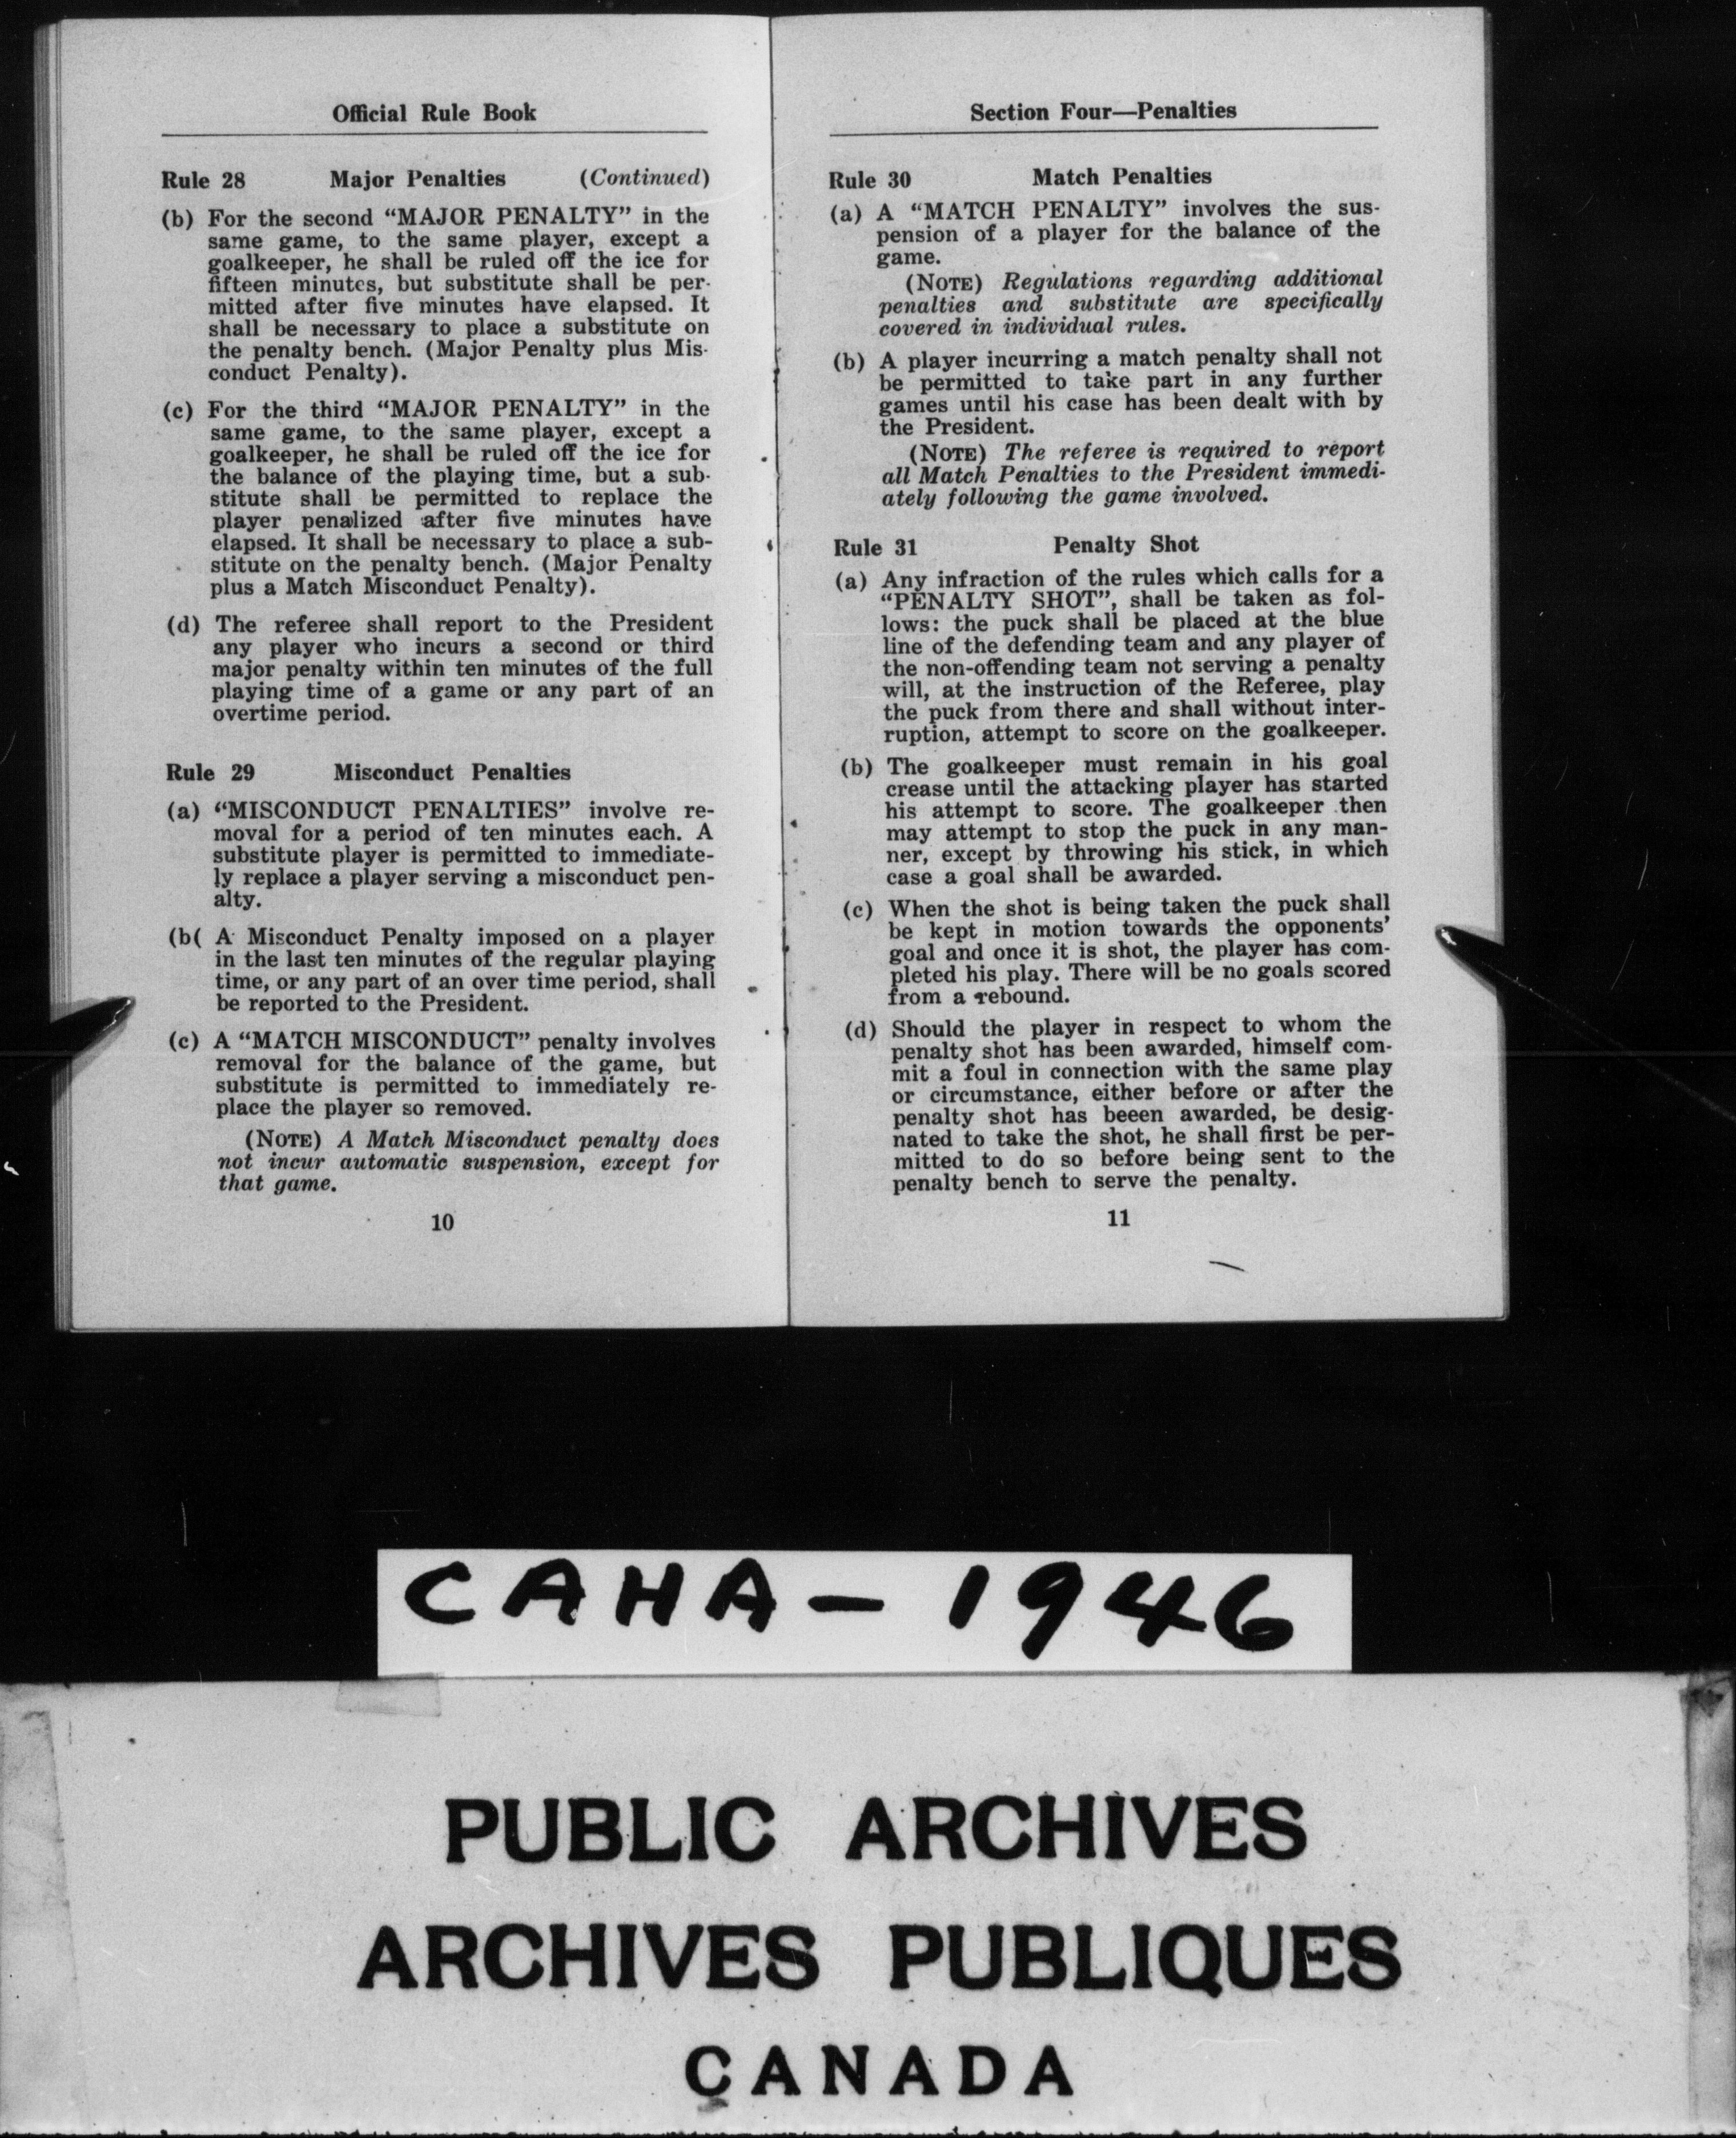 Official Rule Book
Rule 28 Major Penalties (Continued)
(b) For the second “MAJOR PENALTY” in the
same game, to the same player, except a
goalkeeper, he shall be ruled off the ice for
fifteen minutes, but substitute shall be per-
mitted after five minutes have elapsed. It
shall be necessary to place a substitute on
the penalty bench. (Major Penalty plus Mis-
conduct Penalty).
(c) For the third “MAJOR PENALTY” in the
same game, to the same player, except a
goalkeeper, he shall be ruled off the ice for
the balance of the playing time, but a sub-
stitute shall be permitted to replace the
player penalized after five minutes have
elapsed. It shall be necessary to place a sub-
stitute on the penalty bench. (Major Penalty
plus a Match Misconduct Penalty).
(d) The referee shall report to the President
any player who incurs a second or third
major penalty within ten minutes of the full
playing time of a game or any part of an
overtime period.
Rule 29 Misconduct Penalties
(a) “MISCONDUCT PENALTIES” involve re-
moval for a period of ten minutes each. A
substitute player is permitted to immediate-
ly replace a player serving a misconduct pen-
alty.
(b( A Misconduct Penalty imposed on a player
in the last ten minutes of the regular playing
time, or any part of an over time period, shall
be reported to the President.
(c) A “MATCH MISCONDUCT” penalty involves
removal for the balance of the game, but
substitute is permitted to immediately re-
place the player so removed.
(NOTE) A Match Misconduct penalty does
not incur automatic suspension, except for
that game.
10
Section Four—Penalties
Rule 30 Match Penalties
(a) A “MATCH PENALTY” involves the sus-
pension of a player for the balance of the
game.
(NOTE) Regulations regarding additional
penalties and substitute are specifically
covered in individual rules.
(b) A player incurring a match penalty shall not
be permitted to take part in any further
games until his case has been dealt with by
the President.
(NOTE) The referee is required to report
all Match Penalties to the President immedi-
ately following the game involved.
Rule 31 Penalty Shot
(a) Any infraction of the rules which calls for a
“PENALTY SHOT”, shall be taken as fol-
lows: the puck shall be placed at the blue
line of the defending team and any player of
the non-offending team not serving a penalty
will, at the instruction of the Referee, play
the puck from there and shall without inter-
ruption, attempt to score on the goalkeeper.
(b) The goalkeeper must remain in his goal
crease until the attacking player has started
his attempt to score. The goalkeeper then
may attempt to stop the puck in any man-
ner, except by throwing his stick, in which
case a goal shall be awarded.
(c) When the shot is being taken the puck shall
be kept in motion towards the opponents’
goal and once it is shot, the player has com-
pleted his play. There will be no goals scored
from a rebound.
(d) Should the player in respect to whom the
penalty shot has been awarded, himself com-
mit a foul in connection with the same play
or circumstance, either before or after the
penalty shot has beeen awarded, be desig-
nated to take the shot, he shall first be per-
mitted to do so before being sent to the
penalty bench to serve the penalty.
11
CAHA - 1946
PUBLIC ARCHIVES
ARCHIVES PUBLIQUES
CANADA